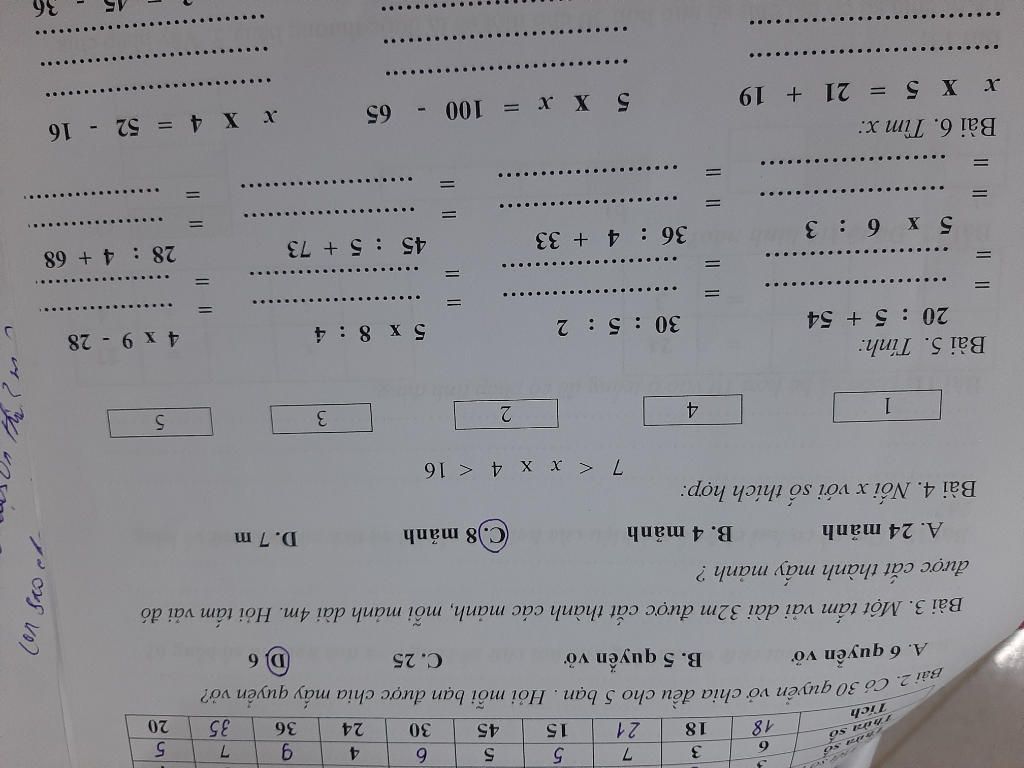 Thừa số 6 3 7 5 5 6 4 9 7 5
Tích 18 18 21 15 45 30 24 36 35 20
Bài 2. Có 30 quyển vở chia đều cho 5 bạn . Hỏi mỗi bạn được chia mấy quyển vở?
A. 6 quyển vở B. 5 quyển vở C. 25 D 6
Bài 3. Một tấm vải dài 32m được cắt thành các mảnh, mỗi mảnh dài 4m. Hỏi tấm vải đó
được cắt thành mấy mảnh ?
A. 24 mảnh B. 4 mảnh C. 8 mảnh D. 7 m
Bài 4. Nối x với số thích hợp:
7 < x x 4 < 16
1 4 2 3 5
Bài 5. Tính:
20 : 5 + 54 30 : 5 : 2 5 x 8 : 4 4 x 9 - 28
= ........ = ........ = ........ = ........
= ........ = ........ = ........ = ........
5 x 6 : 3 36 : 4 + 33 45 : 5 + 73 28 : 4 + 68
= ........ = ........ = ........ = ........
= ........ = ........ = ........ = ........
Bài 6. Tìm x:
x X 5 = 21 + 19 5 X x = 100 - 65 x X 4 = 52 - 16